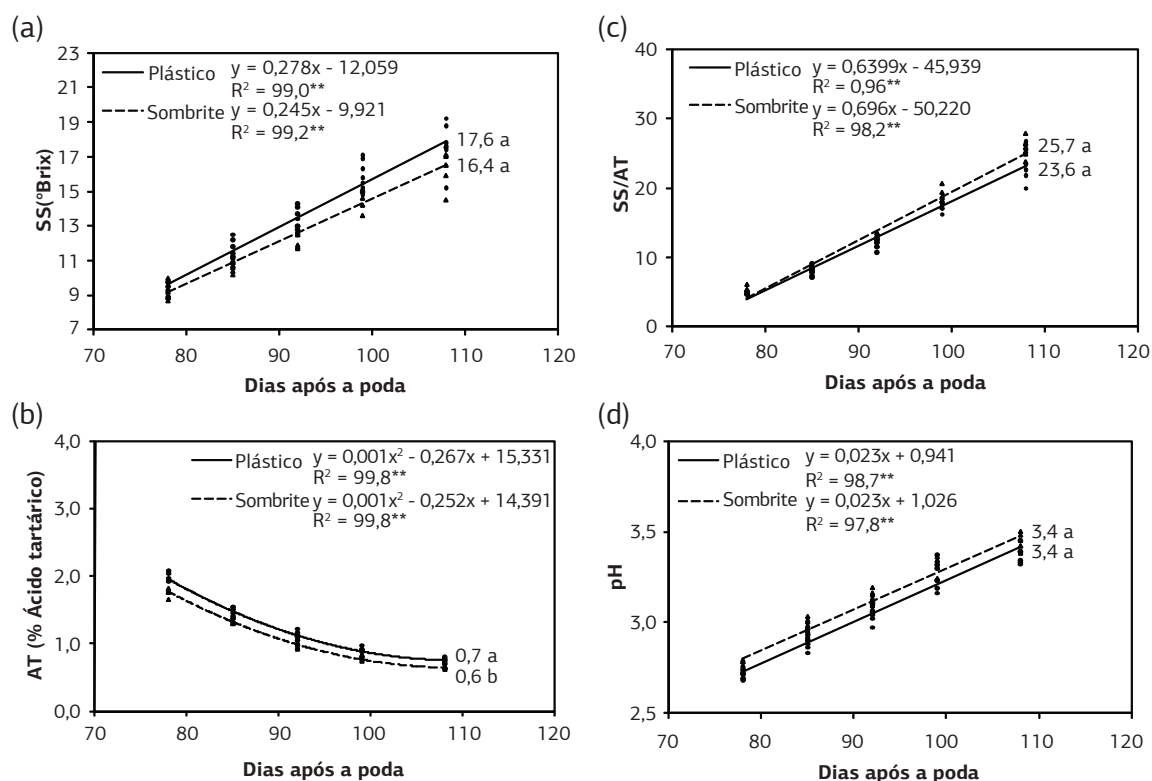 (a)
23
21
19
17
15
13
11
9
7
SS(°Brix)
Plástico y = 0,278x - 12,059
R² = 99,0**
Sombrite y = 0,245x - 9,921
R² = 99,2**
17,6 a
16,4 a
70 80 90 100 110 120
Dias após a poda
(c)
40
30
20
10
0
SS/AT
Plástico y = 0,6399x - 45,939
R² = 0,96**
Sombrite y = 0,696x - 50,220
R² = 98,2**
25,7 a
23,6 a
70 80 90 100 110 120
Dias após a poda
(b)
4,0
3,0
2,0
1,0
0,0
AT (% Ácido tartárico)
Plástico y = 0,001x² - 0,267x + 15,331
R² = 99,8**
Sombrite y = 0,001x² - 0,252x + 14,391
R² = 99,8**
0,7 a
0,6 b
70 80 90 100 110 120
Dias após a poda
(d)
4,0
3,5
3,0
2,5
pH
Plástico y = 0,023x + 0,941
R² = 98,7**
Sombrite y = 0,023x + 1,026
R² = 97,8**
3,4 a
3,4 a
70 80 90 100 110 120
Dias após a poda